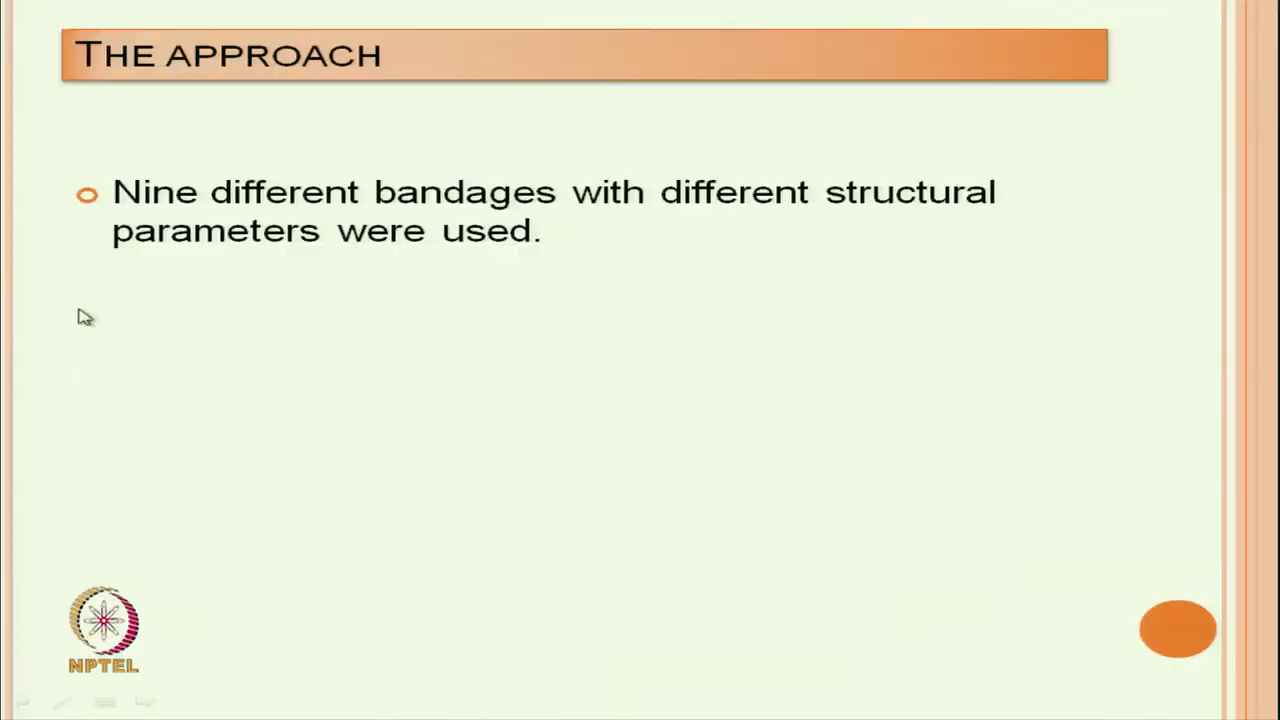 THE APPROACH
Nine different bandages with different structural
parameters were used.
NPTEL